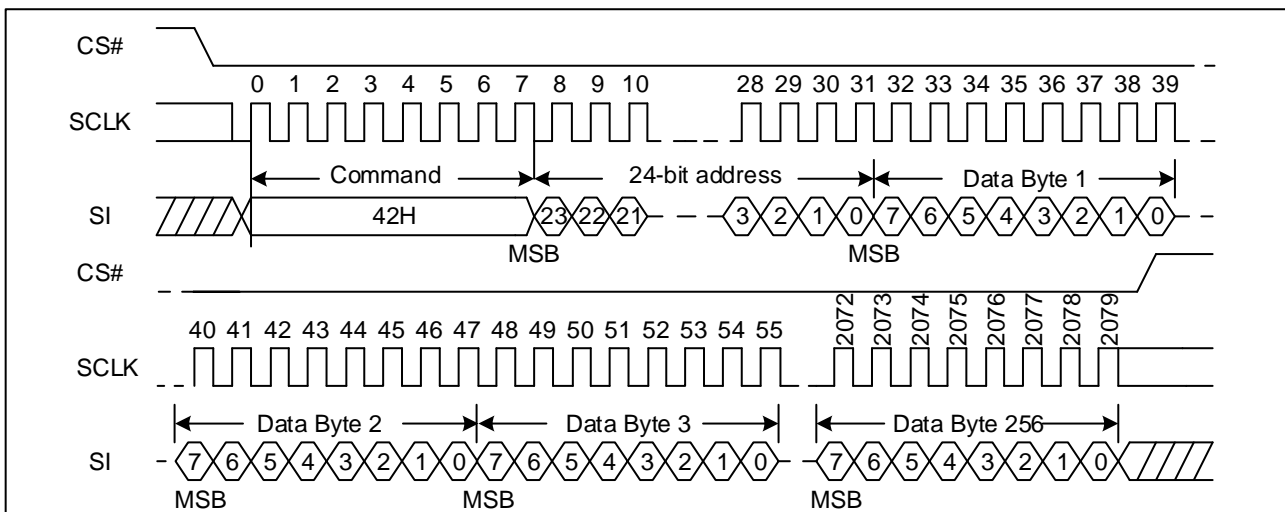 CS#
0 1 2 3 4 5 6 7 8 9 10 28 29 30 31 32 33 34 35 36 37 38 39
SCLK
Command 24-bit address Data Byte 1
SI 42H 23 22 21 3 2 1 0 7 6 5 4 3 2 1 0
MSB MSB
CS#
40 41 42 43 44 45 46 47 48 49 50 51 52 53 54 55 2072 2073 2074 2075 2076 2077 2078 2079
SCLK
Data Byte 2 Data Byte 3 Data Byte 256
SI 7 6 5 4 3 2 1 0 7 6 5 4 3 2 1 0 7 6 5 4 3 2 1 0
MSB MSB MSB